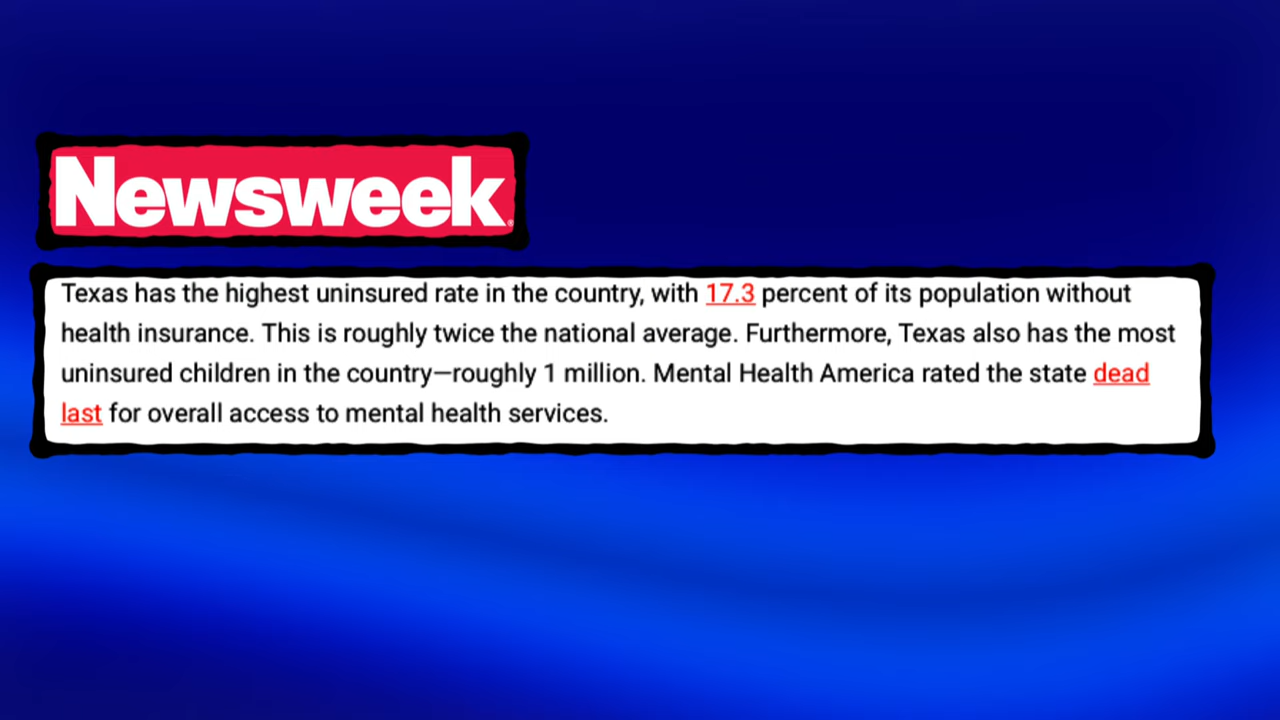 Newsweek
Texas has the highest uninsured rate in the country, with 17.3 percent of its population without
health insurance. This is roughly twice the national average. Furthermore, Texas also has the most
uninsured children in the country—roughly 1 million. Mental Health America rated the state dead
last for overall access to mental health services.